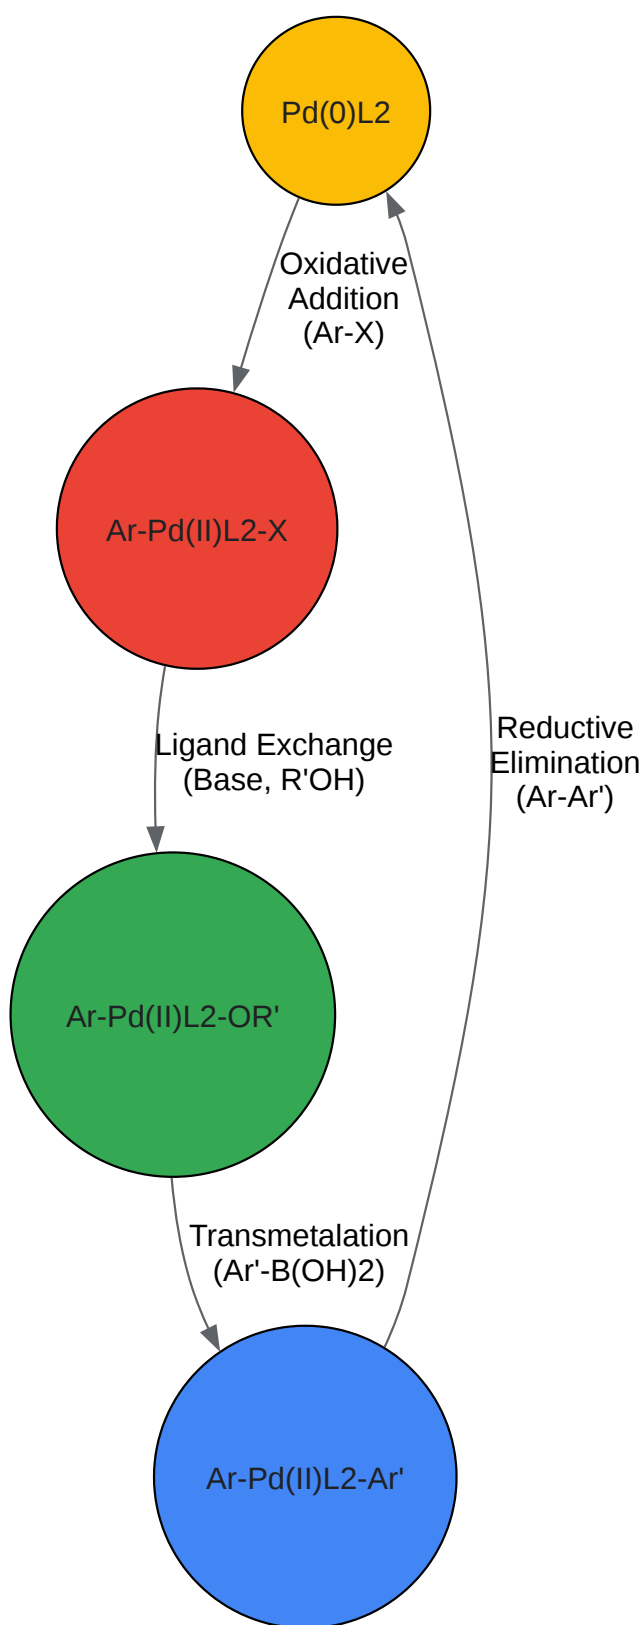 Pd(0)L2
Oxidative
Addition
(Ar-X)
Ar-Pd(II)L2-X
Ligand Exchange
(Base, R'OH)
Reductive
Elimination
(Ar-Ar')
Ar-Pd(II)L2-OR'
Transmetalation
(Ar'-B(OH)2)
Ar-Pd(II)L2-Ar'